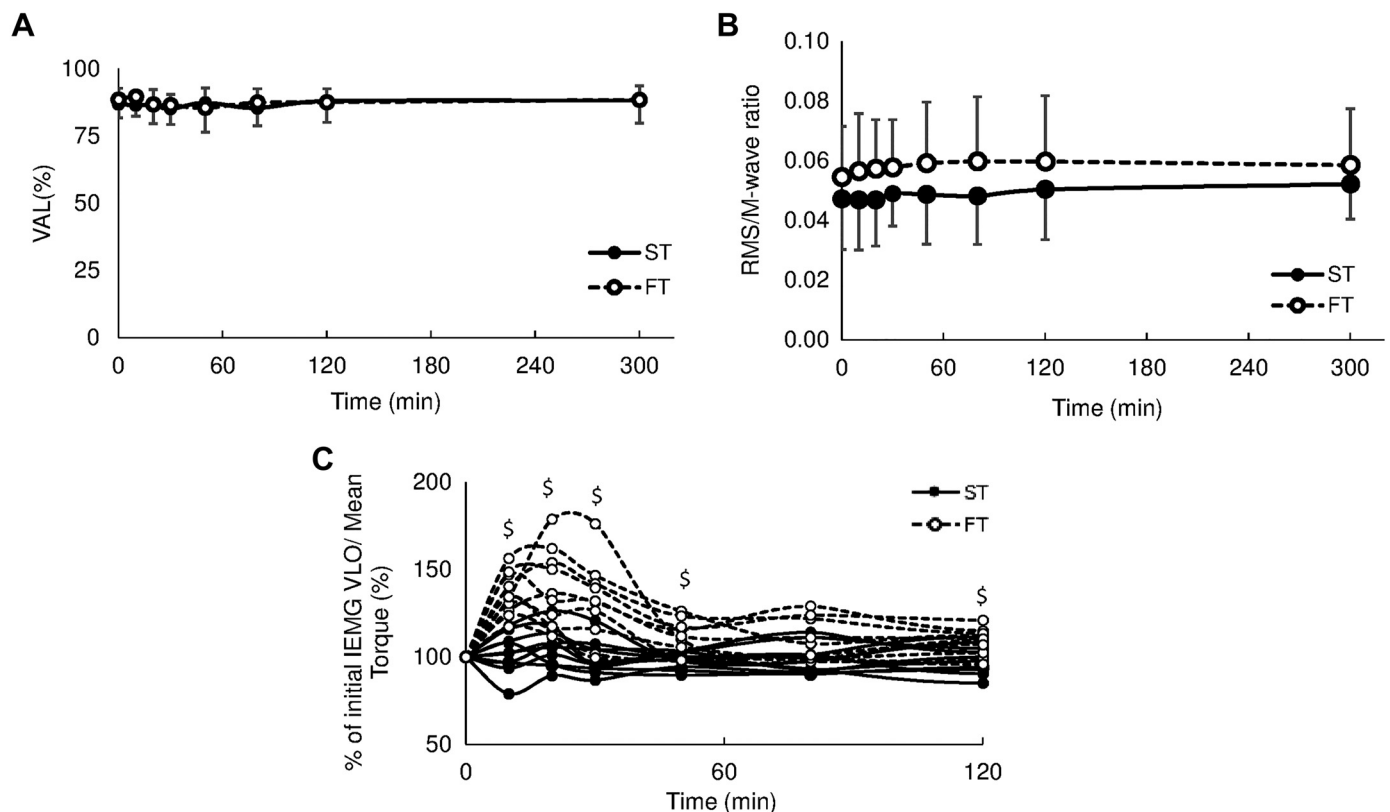 A
100
75
50
25
0
VAL(%)
ST
FT
0 60 120 180 240 300
Time (min)
B
0.10
0.08
0.06
0.04
0.02
0.00
RMS/M-wave ratio
ST
FT
0 60 120 180 240 300
Time (min)
C
200
150
100
50
% of initial IEMG VLO/ Mean
Torque (%)
$ $ $ $ $
ST
FT
0 60 120
Time (min)